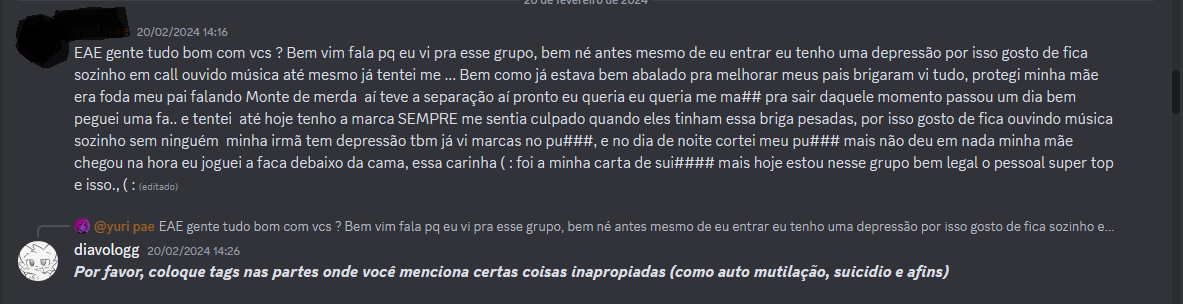 20 de fevereiro de 2024
yuri pae 20/02/2024 14:16
EAE gente tudo bom com vcs ? Bem vim fala pq eu vi pra esse grupo, bem né antes mesmo de eu entrar eu tenho uma depressão por isso gosto de fica
sozinho em call ouvido música até mesmo já tentei me ... Bem como já estava bem abalado pra melhorar meus pais brigaram vi tudo, protegi minha mãe
era foda meu pai falando Monte de merda aí teve a separação aí pronto eu queria eu queria me ma## pra sair daquele momento passou um dia bem
peguei uma fa.. e tentei até hoje tenho a marca SEMPRE me sentia culpado quando eles tinham essa briga pesadas, por isso gosto de fica ouvindo música
sozinho sem ninguém minha irmã tem depressão tbm já vi marcas no pu###, e no dia de noite cortei meu pu### mais não deu em nada minha mãe
chegou na hora eu joguei a faca debaixo da cama, essa carinha ( : foi a minha carta de sui#### mais hoje estou nesse grupo bem legal o pessoal super top
e isso., ( : (editado)
@yuri pae EAE gente tudo bom com vcs ? Bem vim fala pq eu vi pra esse grupo, bem né antes mesmo de eu entrar eu tenho uma depressão por isso gosto de fica sozinho e...
diavologg 20/02/2024 14:26
Por favor, coloque tags nas partes onde você menciona certas coisas inapropiadas (como auto mutilação, suicidio e afins)